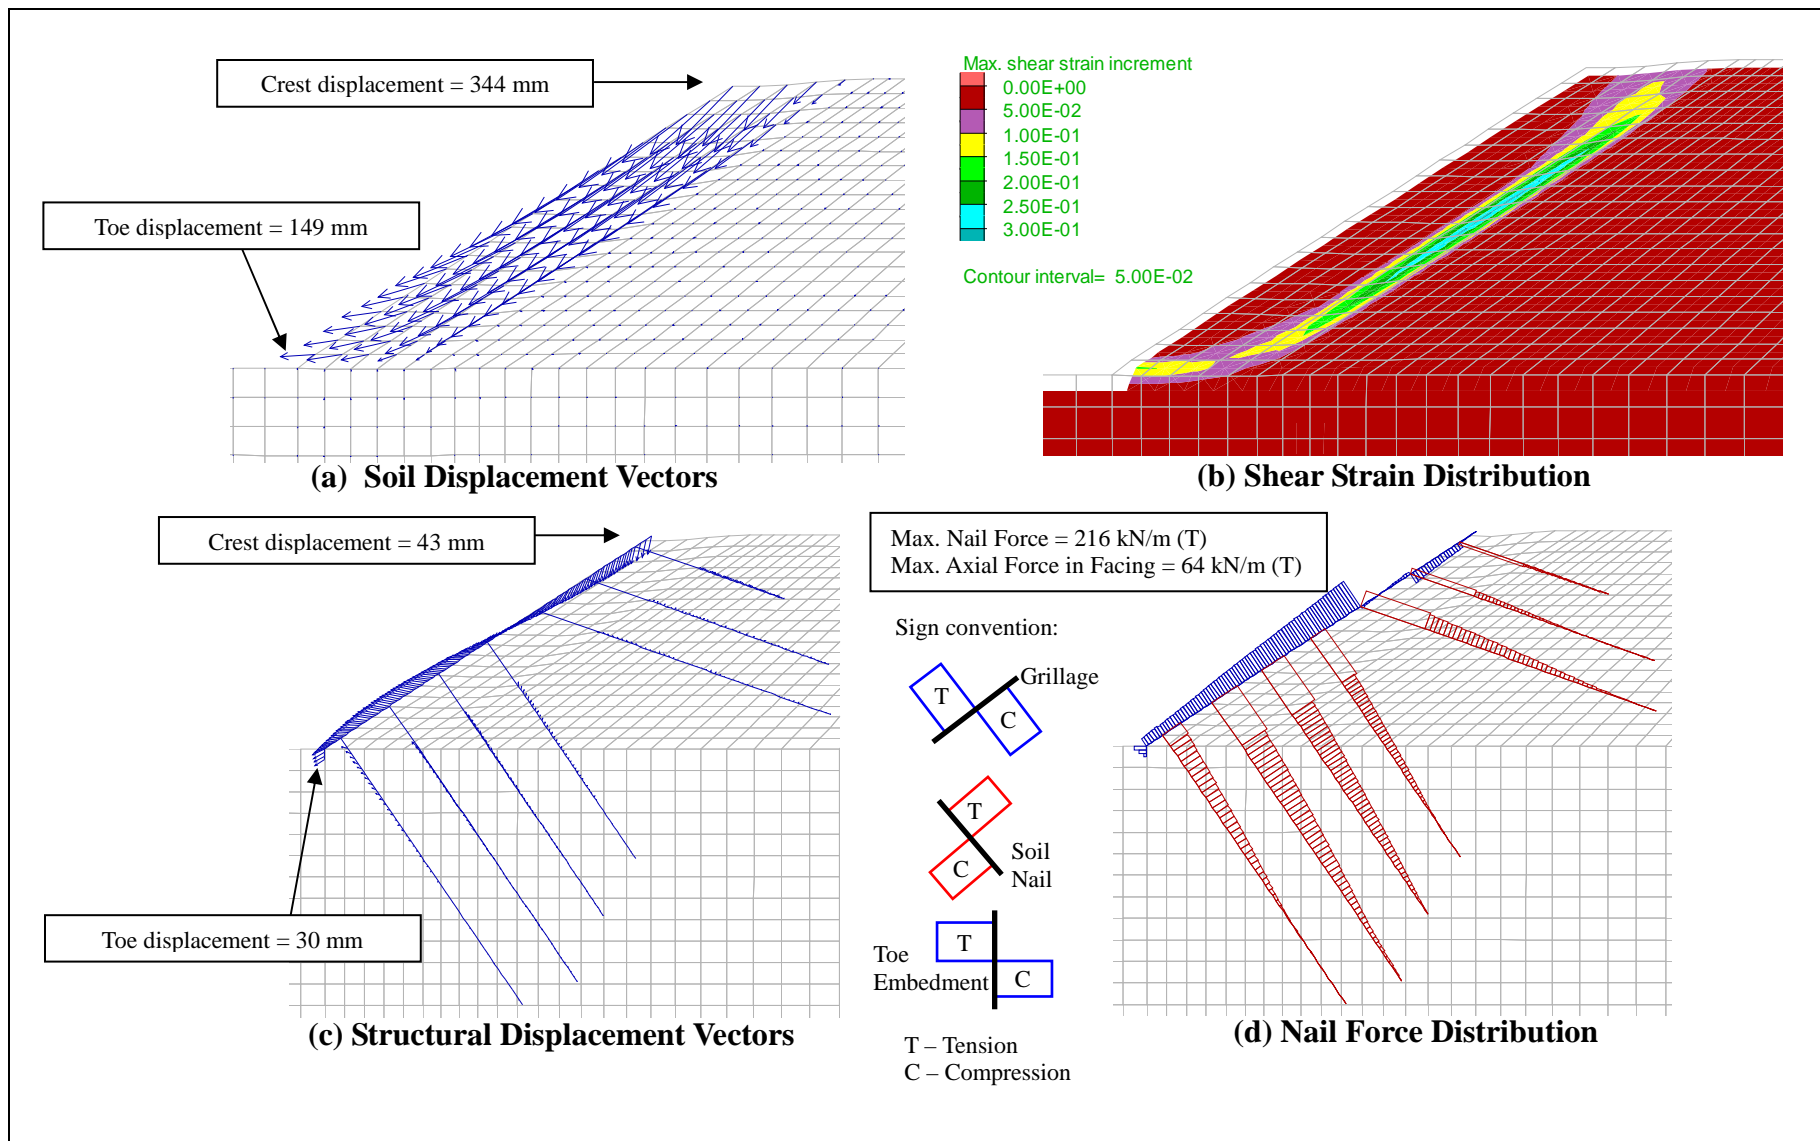 Crest displacement = 344 mm
Toe displacement = 149 mm
(a) Soil Displacement Vectors
Max. shear strain increment
0.00E+00
5.00E-02
1.00E-01
1.50E-01
2.00E-01
2.50E-01
3.00E-01
Contour interval= 5.00E-02
(b) Shear Strain Distribution
Crest displacement = 43 mm
Toe displacement = 30 mm
(c) Structural Displacement Vectors
Max. Nail Force = 216 kN/m (T)
Max. Axial Force in Facing = 64 kN/m (T)
Sign convention:
Grillage
T
C
T
C
Soil
Nail
T
C
Toe
Embedment
T – Tension
C – Compression
(d) Nail Force Distribution